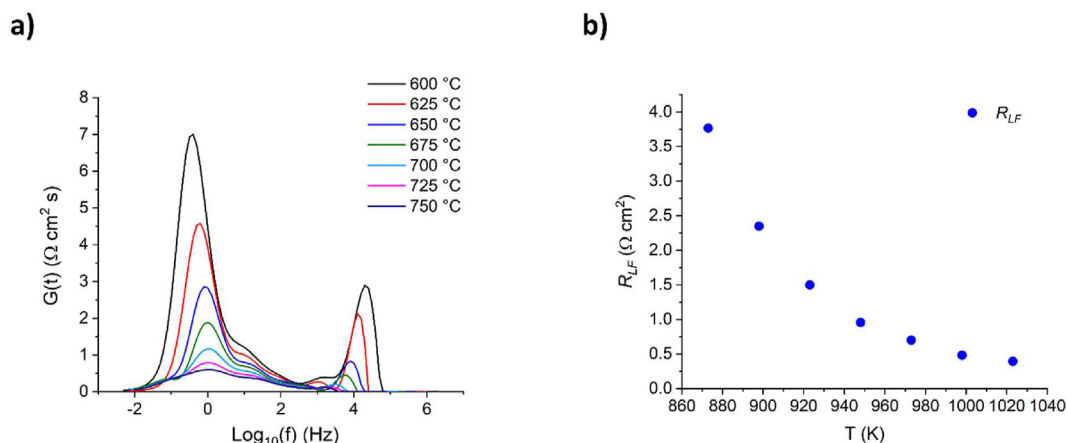 a)
b)
600 °C
625 °C
650 °C
675 °C
700 °C
725 °C
750 °C
8
7
6
5
4
3
2
1
0
G(t) (Ω cm² s)
-2 0 2 4 6
Log₁₀(f) (Hz)
R_LF
4.0
3.5
3.0
2.5
2.0
1.5
1.0
0.5
0.0
R_LF (Ω cm²)
860 880 900 920 940 960 980 1000 1020 1040
T (K)